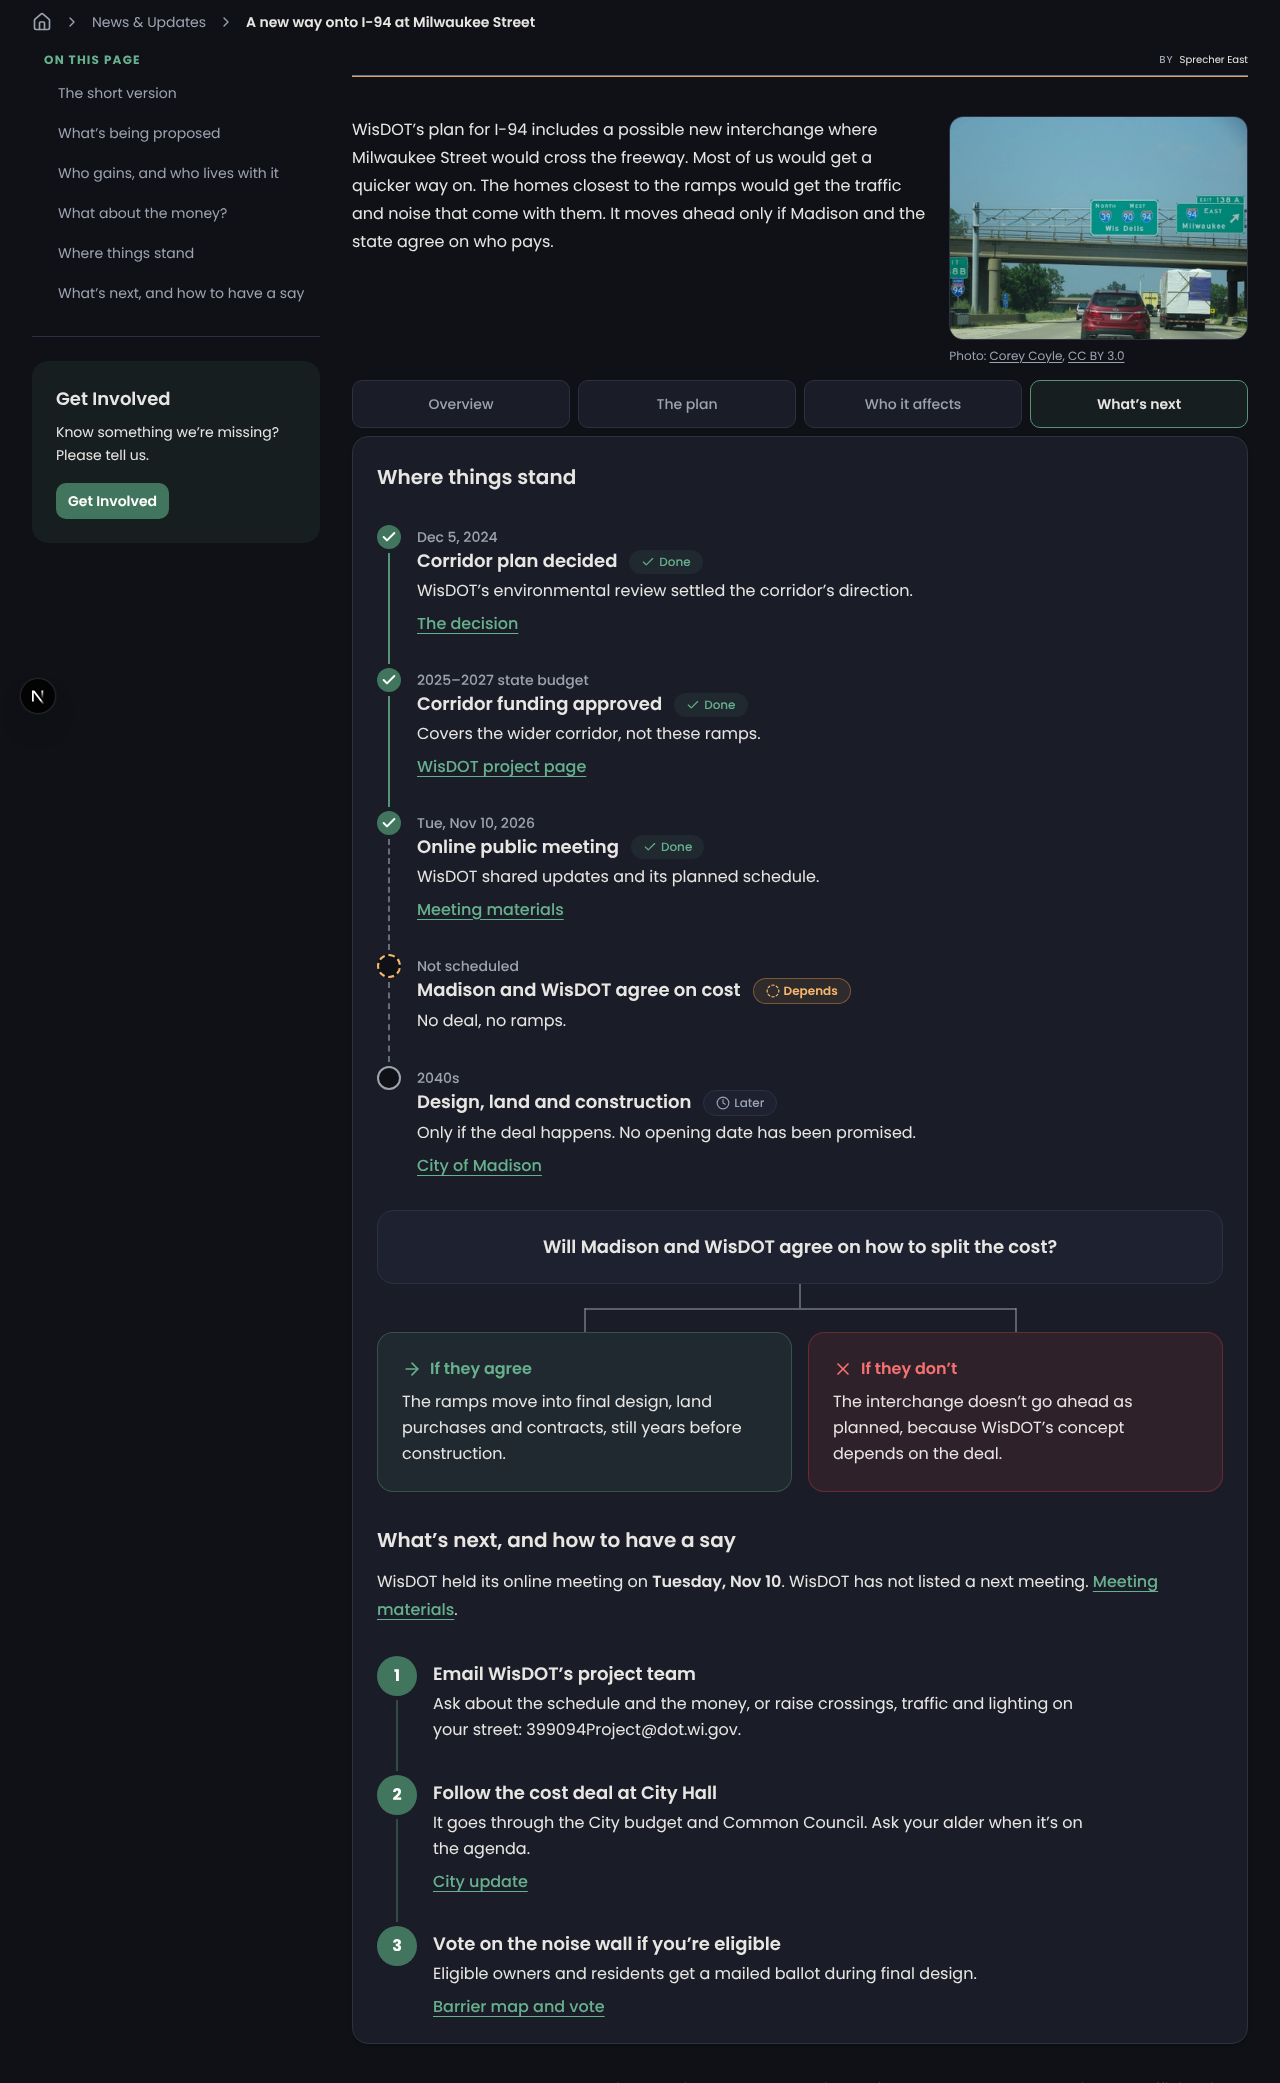 News & Updates
A new way onto I-94 at Milwaukee Street
ON THIS PAGE
The short version
What's being proposed
Who gains, and who lives with it
What about the money?
Where things stand
What's next, and how to have a say
Get Involved
Know something we're missing?
Please tell us.
Get Involved
N
BY Sprecher East
WisDOT's plan for I-94 includes a possible new interchange where
Milwaukee Street would cross the freeway. Most of us would get a
quicker way on. The homes closest to the ramps would get the traffic
and noise that come with them. It moves ahead only if Madison and the
state agree on who pays.
NORTH WEST
39 90 94
Wis Dells
EXIT 138 A
94 EAST
Milwaukee
94
Photo: Corey Coyle, CC BY 3.0
Overview
The plan
Who it affects
What's next
Where things stand
Dec 5, 2024
Corridor plan decided Done
WisDOT's environmental review settled the corridor's direction.
The decision
2025–2027 state budget
Corridor funding approved Done
Covers the wider corridor, not these ramps.
WisDOT project page
Tue, Nov 10, 2026
Online public meeting Done
WisDOT shared updates and its planned schedule.
Meeting materials
Not scheduled
Madison and WisDOT agree on cost Depends
No deal, no ramps.
2040s
Design, land and construction Later
Only if the deal happens. No opening date has been promised.
City of Madison
Will Madison and WisDOT agree on how to split the cost?
If they agree
The ramps move into final design, land
purchases and contracts, still years before
construction.
If they don't
The interchange doesn't go ahead as
planned, because WisDOT's concept
depends on the deal.
What's next, and how to have a say
WisDOT held its online meeting on Tuesday, Nov 10. WisDOT has not listed a next meeting. Meeting
materials.
1
Email WisDOT's project team
Ask about the schedule and the money, or raise crossings, traffic and lighting on
your street: 399094Project@dot.wi.gov.
2
Follow the cost deal at City Hall
It goes through the City budget and Common Council. Ask your alder when it's on
the agenda.
City update
3
Vote on the noise wall if you're eligible
Eligible owners and residents get a mailed ballot during final design.
Barrier map and vote